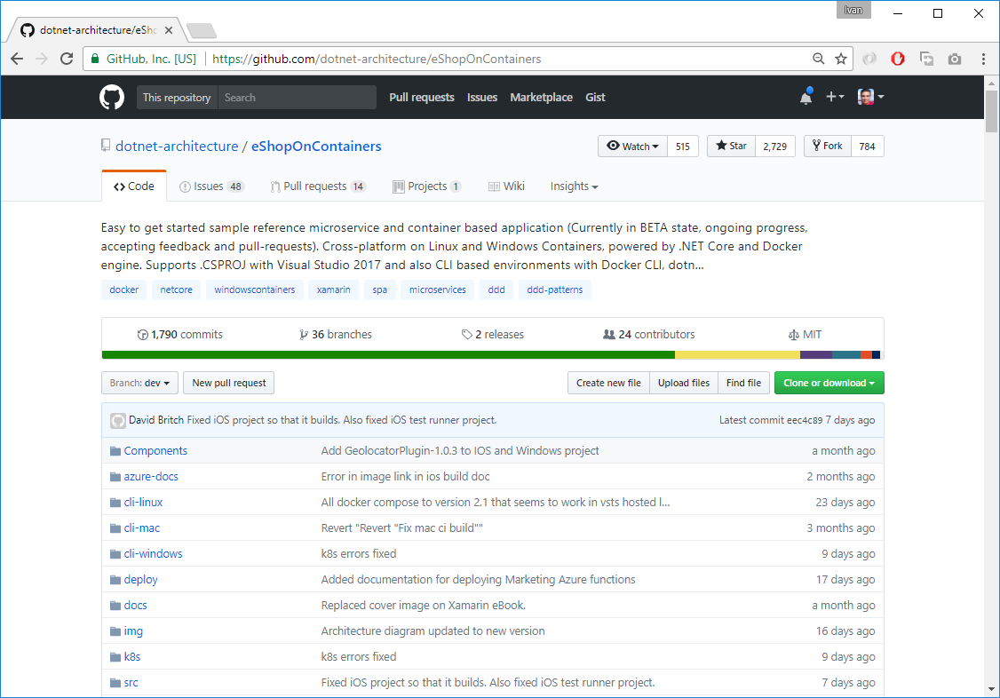 Ivan
dotnet-architecture/eSho
GitHub, Inc. [US] https://github.com/dotnet-architecture/eShopOnContainers
This repository Search Pull requests Issues Marketplace Gist
dotnet-architecture / eShopOnContainers Watch 515 Star 2,729 Fork 784
Code Issues 48 Pull requests 14 Projects 1 Wiki Insights
Easy to get started sample reference microservice and container based application (Currently in BETA state, ongoing progress,
accepting feedback and pull-requests). Cross-platform on Linux and Windows Containers, powered by .NET Core and Docker
engine. Supports .CSPROJ with Visual Studio 2017 and also CLI based environments with Docker CLI, dotn...
docker netcore windowscontainers xamarin spa microservices ddd ddd-patterns
1,790 commits 36 branches 2 releases 24 contributors MIT
Branch: dev New pull request Create new file Upload files Find file Clone or download
David Britch Fixed iOS project so that it builds. Also fixed iOS test runner project. Latest commit eec4c89 7 days ago
Components Add GeolocatorPlugin-1.0.3 to IOS and Windows project a month ago
azure-docs Error in image link in ios build doc 2 months ago
cli-linux All docker compose to version 2.1 that seems to work in vsts hosted l... 23 days ago
cli-mac Revert "Revert "Fix mac ci build"" 3 months ago
cli-windows k8s errors fixed 9 days ago
deploy Added documentation for deploying Marketing Azure functions 17 days ago
docs Replaced cover image on Xamarin eBook. a month ago
img Architecture diagram updated to new version 16 days ago
k8s k8s errors fixed 9 days ago
src Fixed iOS project so that it builds. Also fixed iOS test runner project. 7 days ago